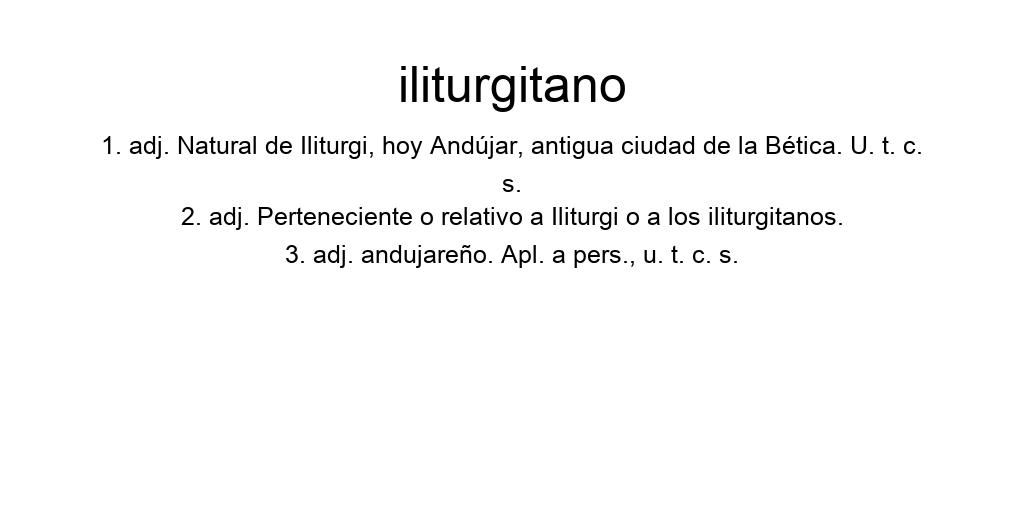 iliturgitano
1. adj. Natural de Iliturgi, hoy Andújar, antigua ciudad de la Bética. U. t. c.
s.
2. adj. Perteneciente o relativo a Iliturgi o a los iliturgitanos.
3. adj. andujareño. Apl. a pers., u. t. c. s.